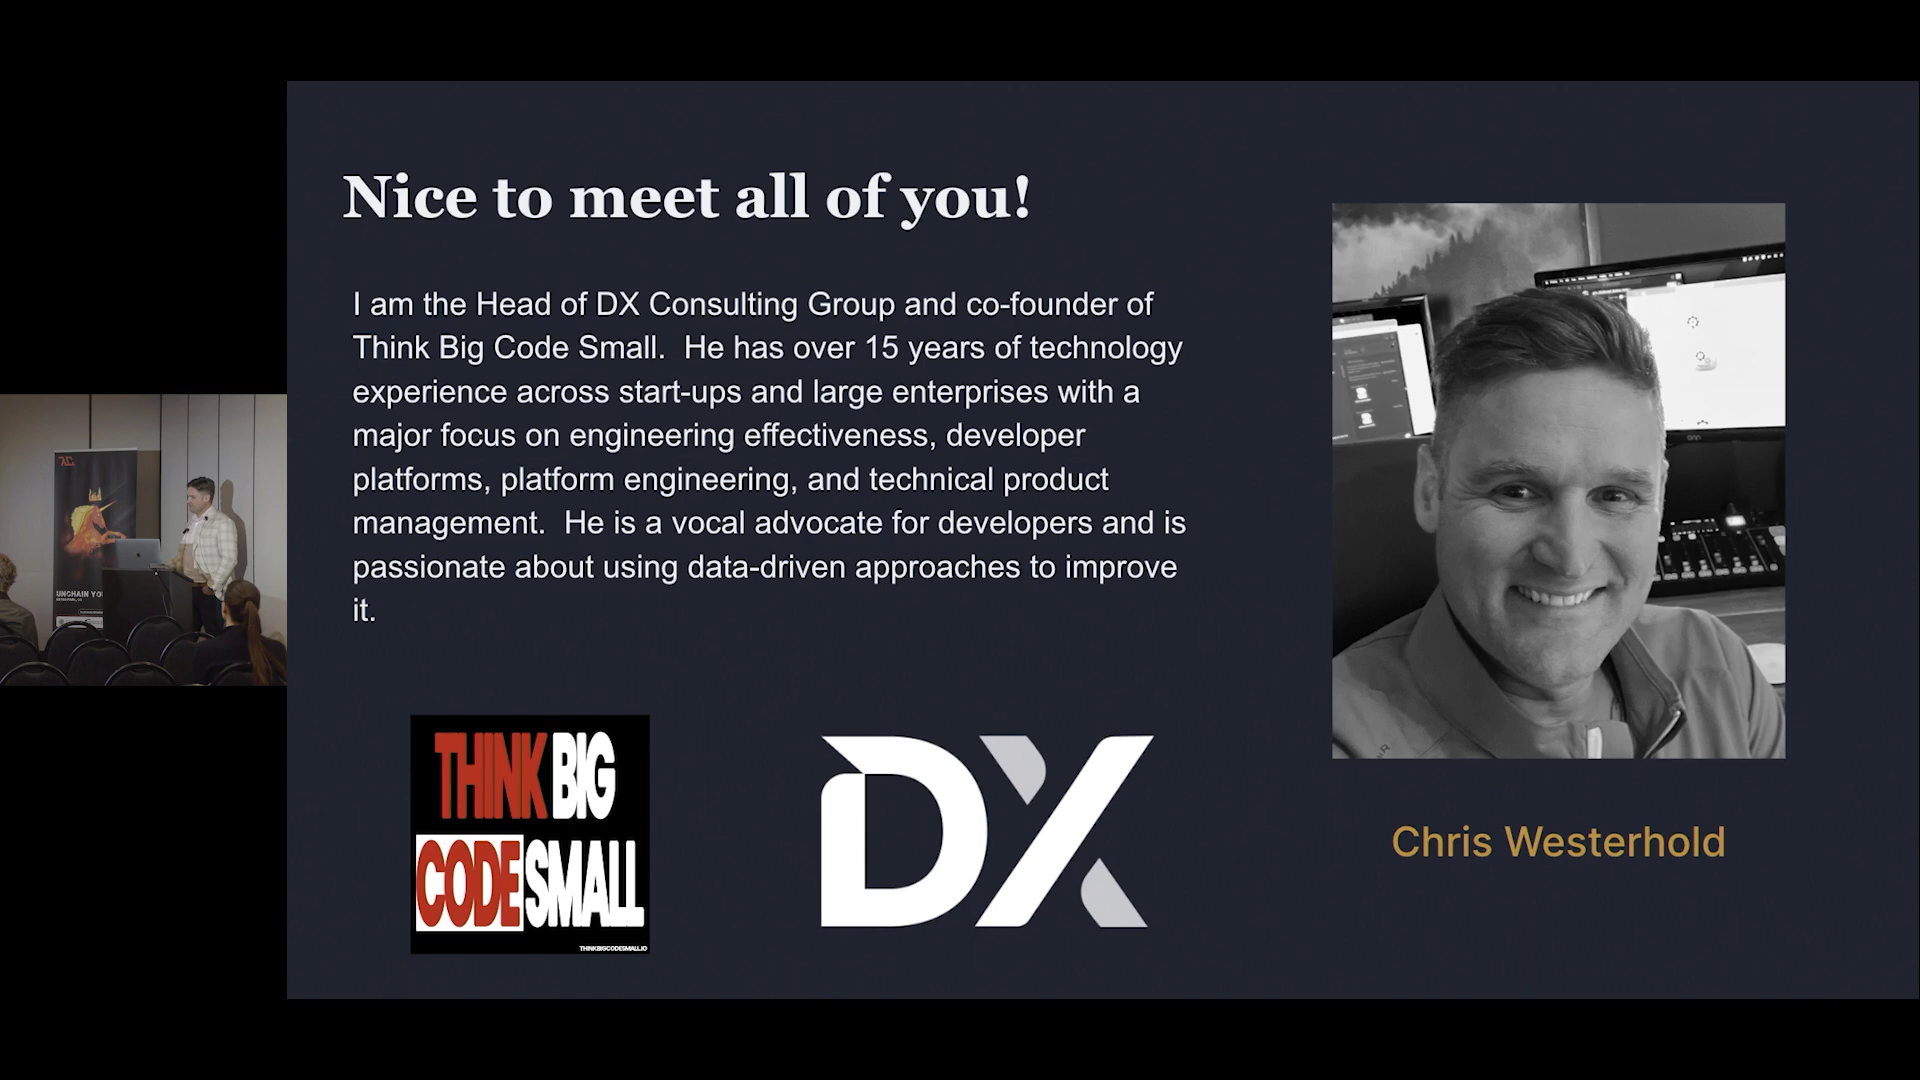 Nice to meet all of you!
I am the Head of DX Consulting Group and co-founder of
Think Big Code Small.  He has over 15 years of technology
experience across start-ups and large enterprises with a
major focus on engineering effectiveness, developer
platforms, platform engineering, and technical product
management.  He is a vocal advocate for developers and is
passionate about using data-driven approaches to improve
it.
THINK BIG
CODE SMALL
THINKBIGCODESMALL.IO
DX
Chris Westerhold
UNCHAIN YO